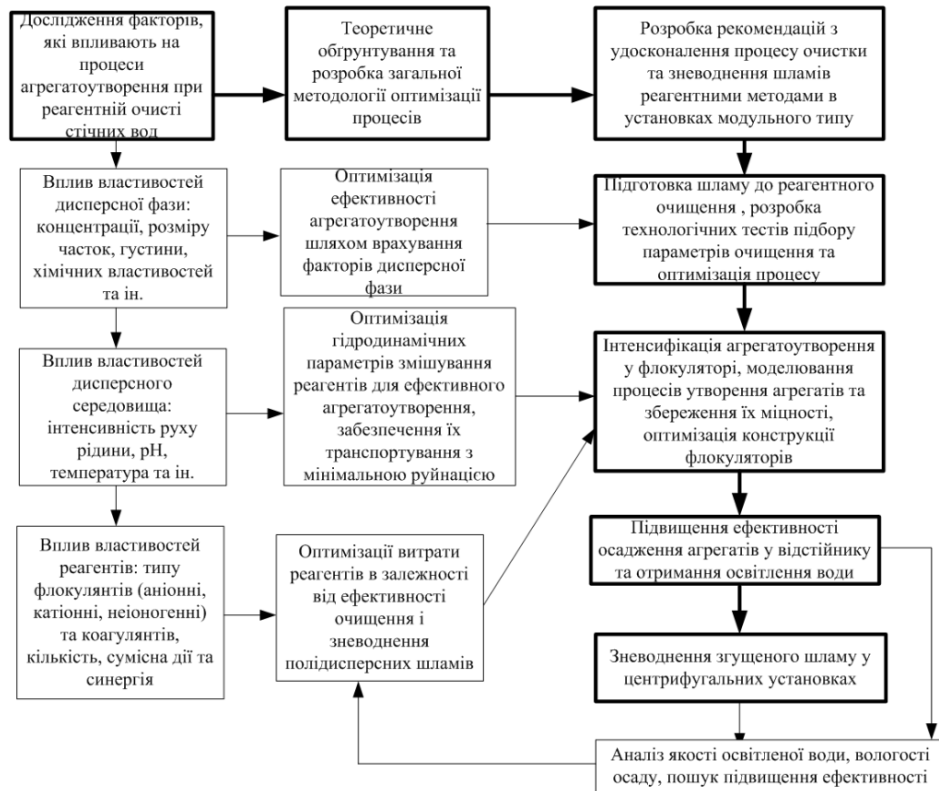 Дослідження факторів,
які впливають на
процеси
агрегатоутворення при
реагентній очисті
стічних вод
Теоретичне
обґрунтування та
розробка загальної
методології оптимізації
процесів
Розробка рекомендацій з
удосконалення процесу очистки
та зневоднення шламів
реагентними методами в
установках модульного типу
Вплив властивостей
дисперсної фази:
концентрації, розміру
часток, густини,
хімічних властивостей
та ін.
Оптимізація
ефективності
агрегатоутворення
шляхом врахування
факторів дисперсної
фази
Підготовка шламу до реагентного
очищення , розробка
технологічних тестів підбору
параметрів очищення та
оптимізація процесу
Вплив властивостей
дисперсного
середовища:
інтенсивність руху
рідини, pH,
температура та ін.
Оптимізація
гідродинамічних
параметрів змішування
реагентів для ефективного
агрегатоутворення,
забезпечення їх
транспортування з
мінімальною руйнацією
Інтенсифікація агрегатоутворення
у флокуляторі, моделювання
процесів утворення агрегатів та
збереження їх міцності,
оптимізація конструкції
флокуляторів
Вплив властивостей
реагентів: типу
флокулянтів (аніонні,
катіонні, неіоногенні)
та коагулянтів,
кількість, сумісна дії та
синергія
Оптимізації витрати
реагентів в залежності
від ефективності
очищення і
зневоднення
полідисперсних шламів
Підвищення ефективності
осадження агрегатів у відстійнику
та отримання освітлення води
Зневоднення згущеного шламу у
центрифугальних установках
Аналіз якості освітленої води, вологості
осаду, пошук підвищення ефективності